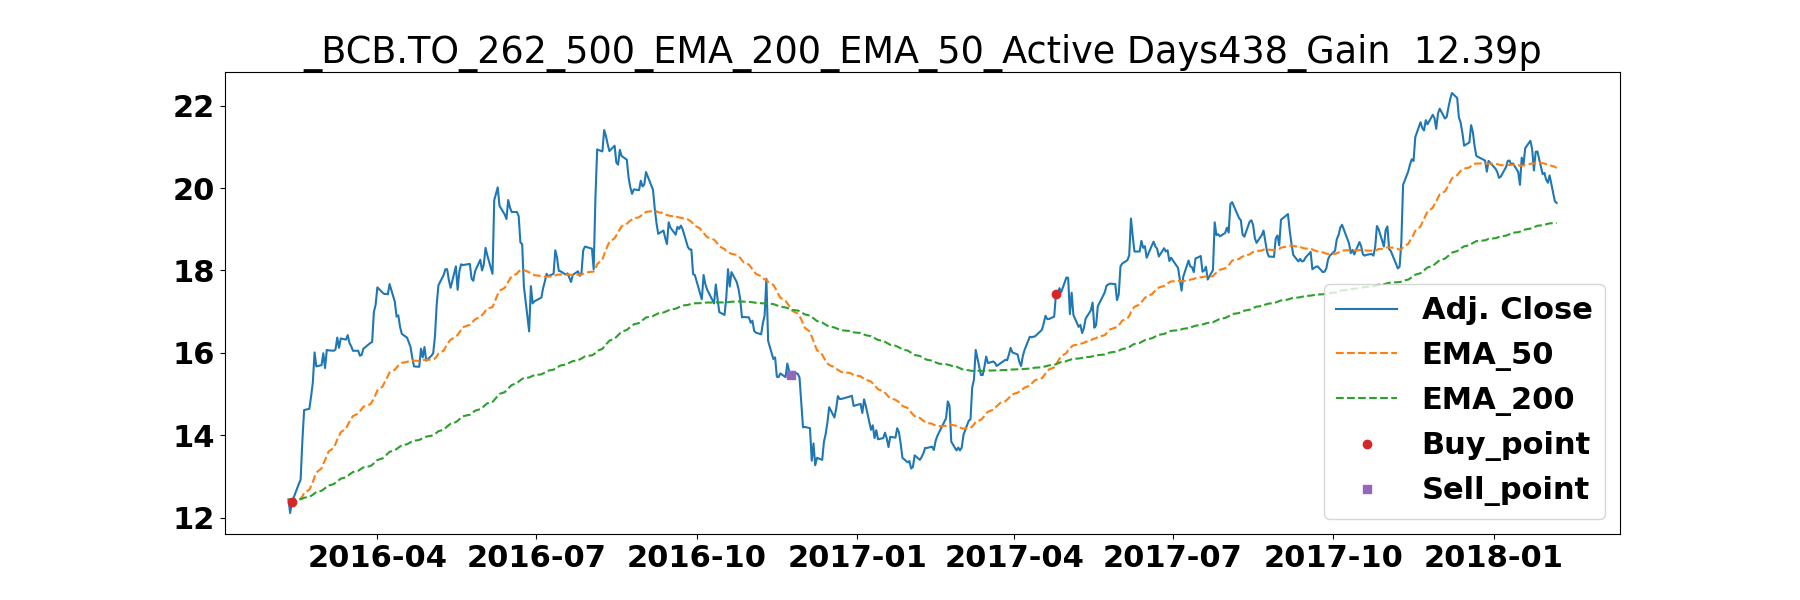 _BCB.TO_262_500_EMA_200_EMA_50_Active Days438_Gain  12.39p
22
20
18
16
14
12
Adj. Close
EMA_50
EMA_200
Buy_point
Sell_point
2016-04 2016-07 2016-10 2017-01 2017-04 2017-07 2017-10 2018-01